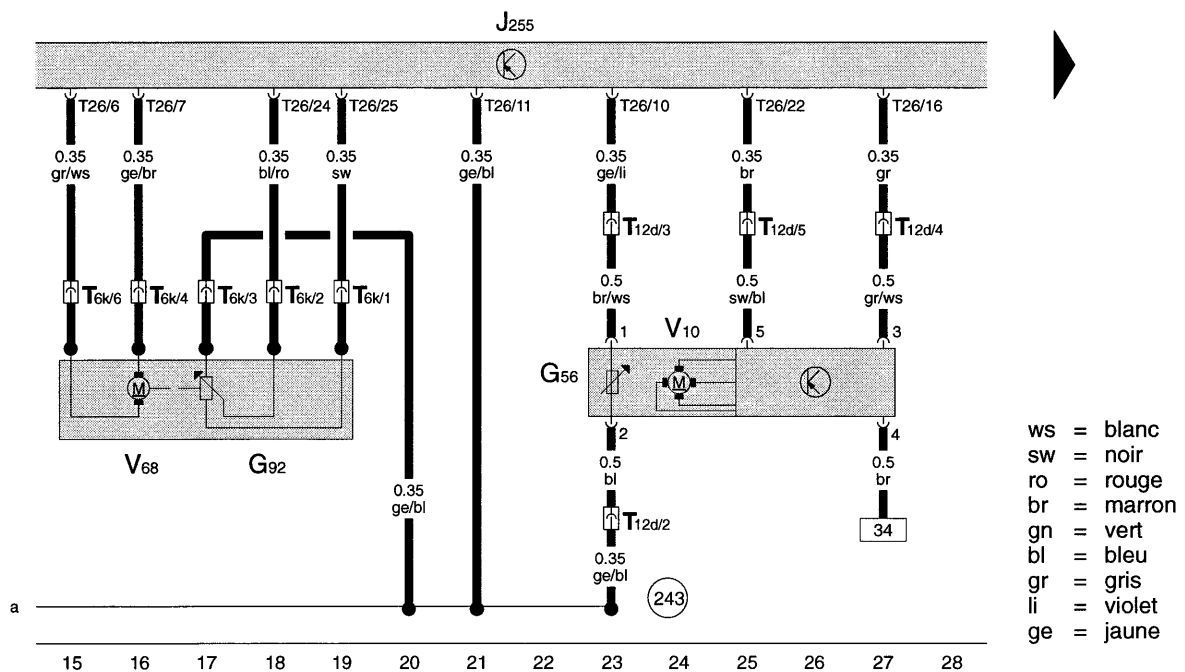 J255
T26/6 T26/7 T26/24 T26/25 T26/11 T26/10 T26/22 T26/16
0.35 0.35 0.35 0.35 0.35 0.35 0.35 0.35
gr/ws ge/br bl/ro sw ge/bl ge/li br gr
T12d/3 T12d/5 T12d/4
T6k/6 T6k/4 T6k/3 T6k/2 T6k/1
0.5 0.5 0.5
br/ws sw/bl gr/ws
1 V10 5 3
G56
M M
2 4
V68 G92
0.5 0.5
bl br
0.35
ge/bl
T12d/2
34
0.35
ge/bl
243
a
15 16 17 18 19 20 21 22 23 24 25 26 27 28
ws = blanc
sw = noir
ro = rouge
br = marron
gn = vert
bl = bleu
gr = gris
li = violet
ge = jaune